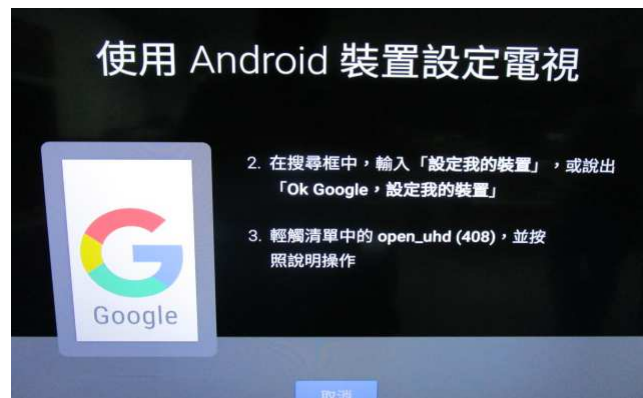 使用 Android 裝置設定電視
2. 在搜尋框中，輸入「設定我的裝置」，或說出
「Ok Google，設定我的裝置」
3. 輕觸清單中的 open_uhd (408)，並按
照說明操作
Google
取消